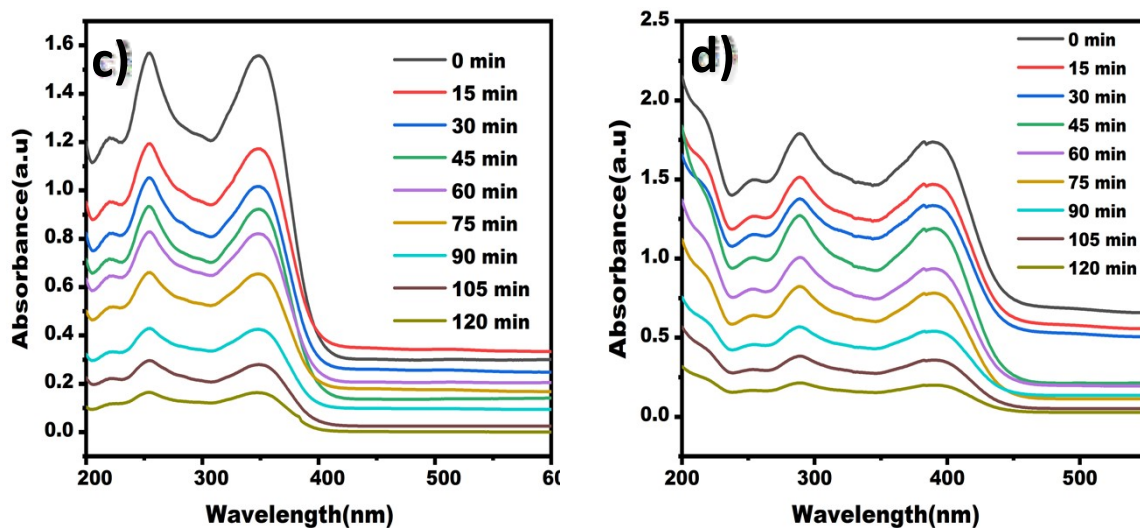 c)
1.6
1.4
1.2
1.0
0.8
0.6
0.4
0.2
0.0
Absorbance(a.u)
0 min
15 min
30 min
45 min
60 min
75 min
90 min
105 min
120 min
200
300
400
500
60
Wavelength(nm)
d)
2.5
2.0
1.5
1.0
0.5
0.0
Absorbance(a.u)
0 min
15 min
30 min
45 min
60 min
75 min
90 min
105 min
120 min
200
300
400
500
Wavelength(nm)